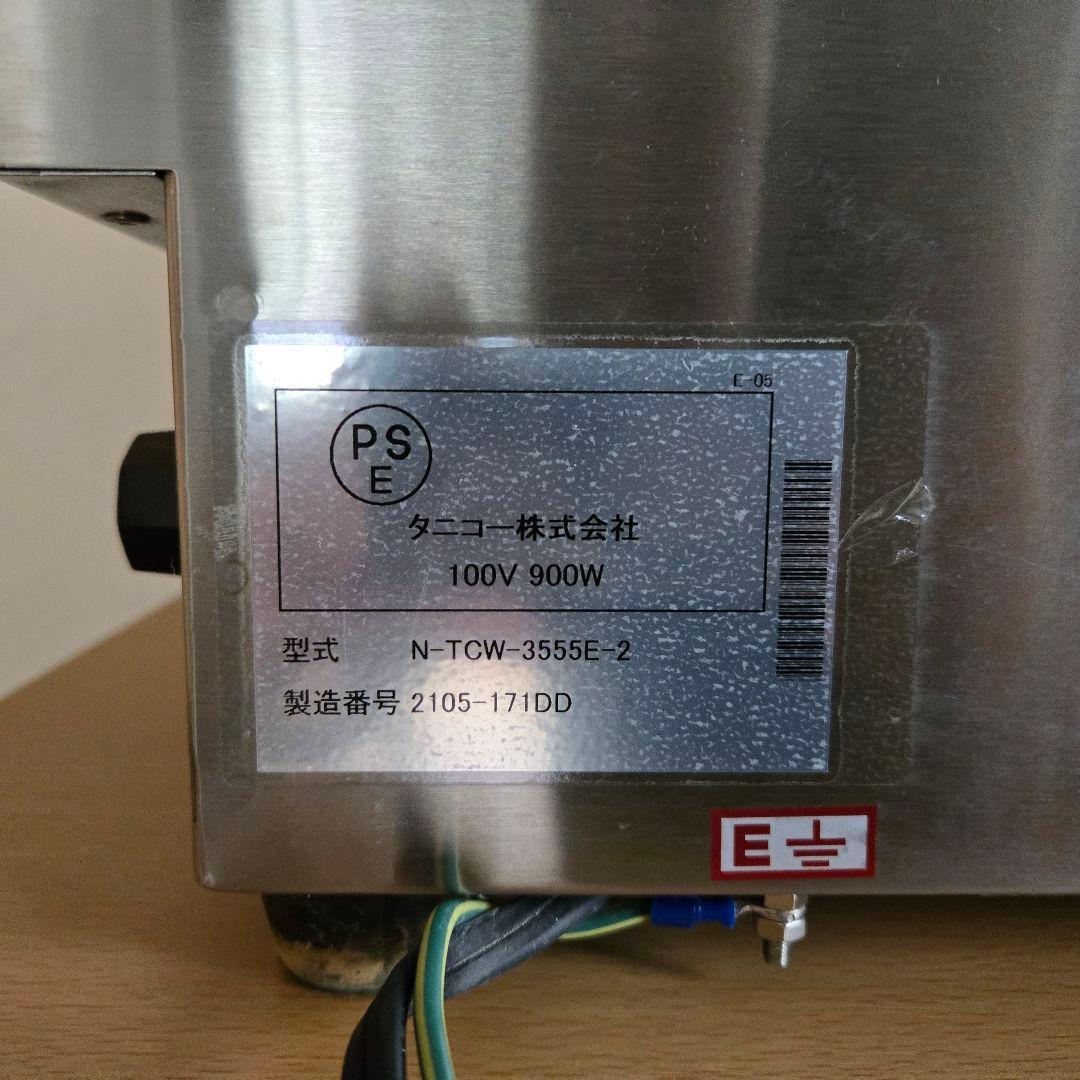 E-05
PS
E
タニコー株式会社
100V 900W
型式 N-TCW-3555E-2
製造番号 2105-171DD
E